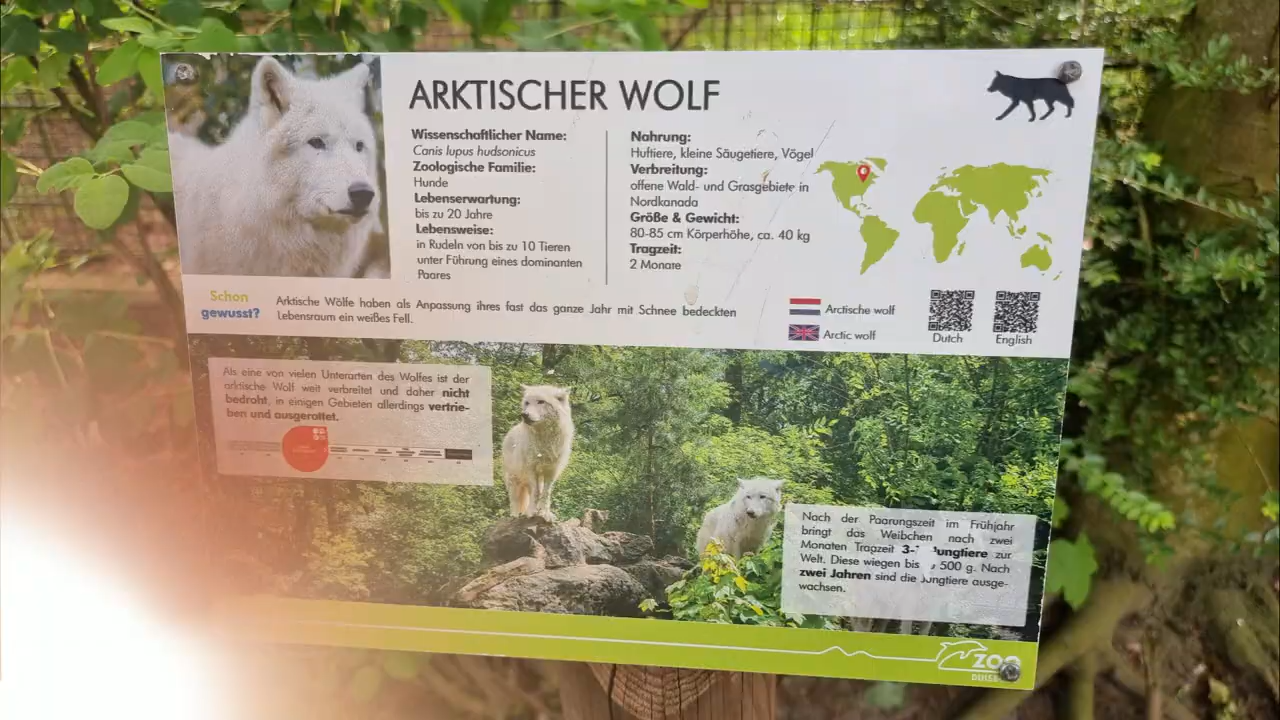 ARKTISCHER WOLF
Wissenschaftlicher Name:
Canis lupus hudsonicus
Zoologische Familie:
Hunde
Lebenserwartung:
bis zu 20 Jahre
Lebensweise:
in Rudeln von bis zu 10 Tieren
unter Führung eines dominanten
Paares
Nahrung:
Huftiere, kleine Säugetiere, Vögel
Verbreitung:
offene Wald- und Grasgebiete in
Nordkanada
Größe & Gewicht:
80-85 cm Körperhöhe, ca. 40 kg
Tragzeit:
2 Monate
Schon
gewusst?
Arktische Wölfe haben als Anpassung ihres fast das ganze Jahr mit Schnee bedeckten
Lebensraum ein weißes Fell.
Arctische wolf
Arctic wolf
Dutch
English
Als eine von vielen Unterarten des Wolfes ist der
arktische Wolf weit verbreitet und daher nicht
bedroht, in einigen Gebieten allerdings vertrie-
ben und ausgerottet.
Nach der Paarungszeit im Frühjahr
bringt das Weibchen nach zwei
Monaten Tragzeit Jungtiere zur
Welt. Diese wiegen bis 500 g. Nach
zwei Jahren sind die Jungtiere ausge-
wachsen.
ZOO